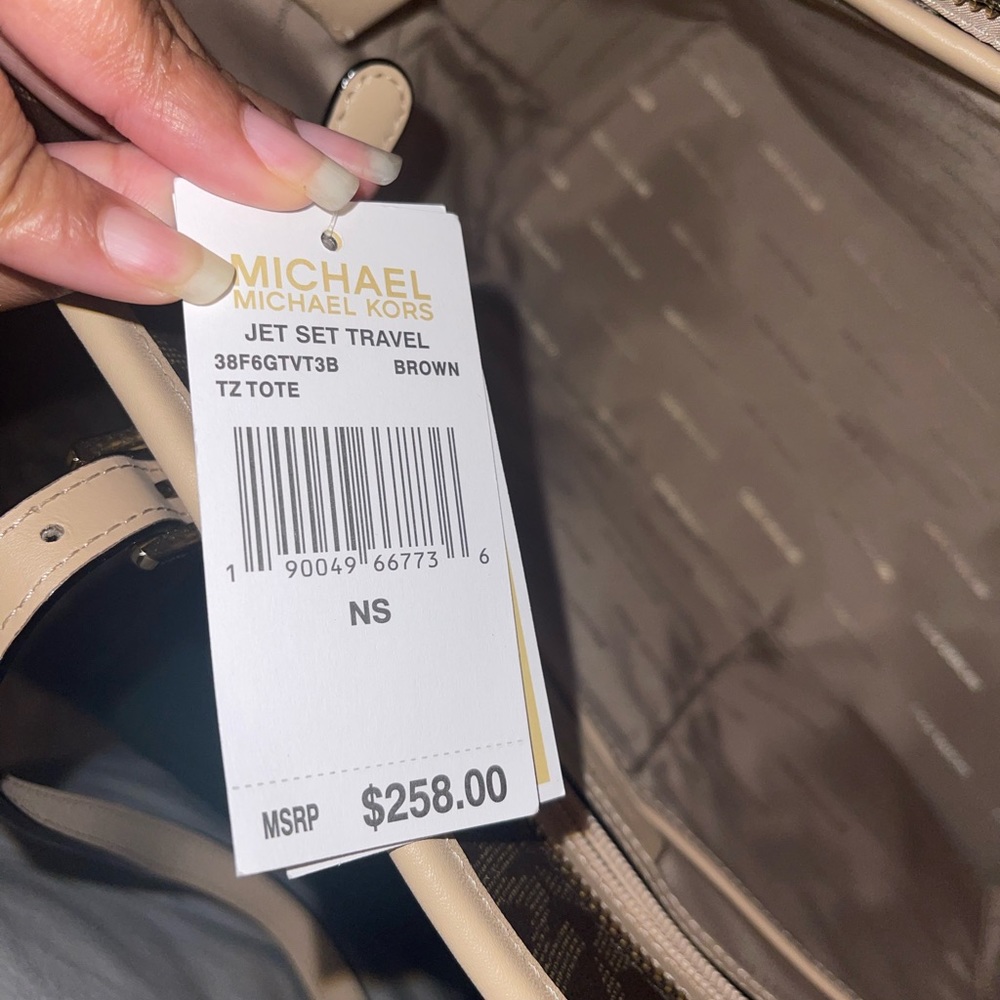 MICHAEL
MICHAEL KORS
JET SET TRAVEL
38F6GTVT3B BROWN
TZ TOTE
1 90049 66773 6
NS
MSRP $258.00